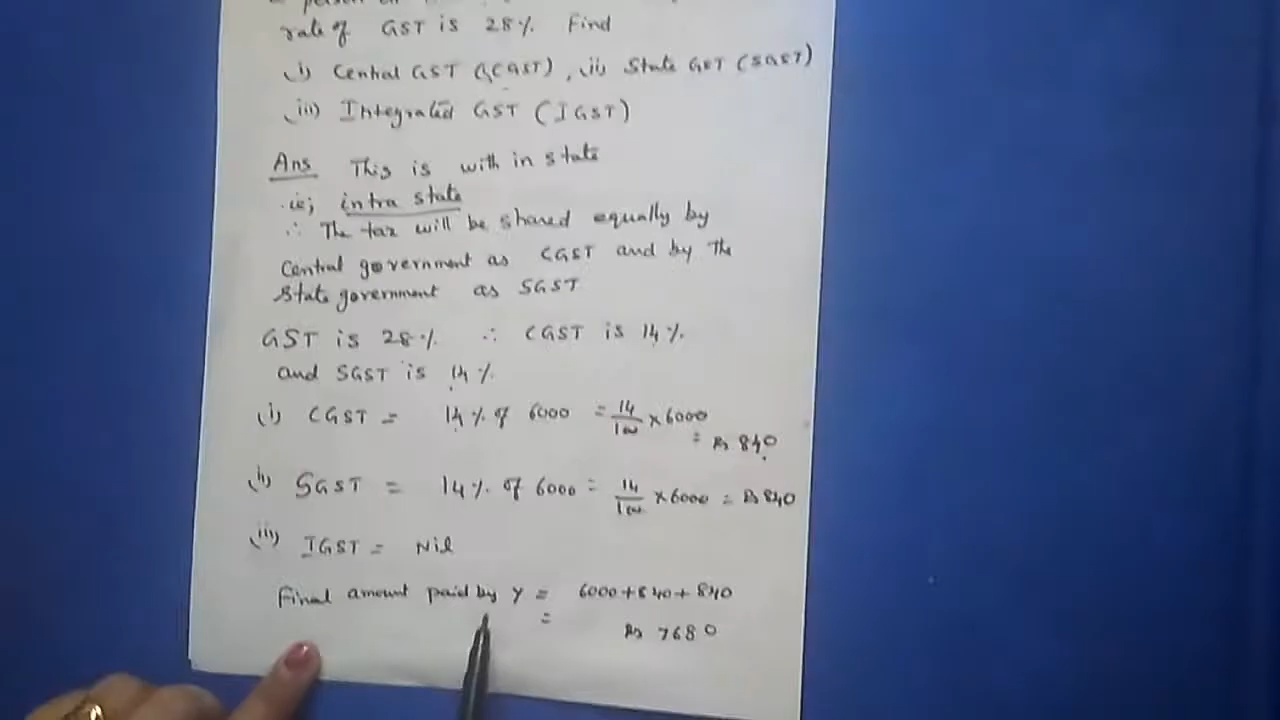 person
rate of GST is 28% Find
(i) Central GST (CGST), (ii) State GST (SGST)
(iii) Integrated GST (IGST)
Ans This is with in state
ie; intra state
∴ The tax will be shared equally by
Central government as CGST and by the
State government as SGST
GST is 28% ∴ CGST is 14%
and SGST is 14%
(i) CGST = 14% of 6000 = 14/100 × 6000
= Rs 840
(ii) SGST = 14% of 6000 = 14/100 × 6000 = Rs 840
(iii) IGST = Nil
Final amount paid by Y = 6000 + 840 + 840
= Rs 7680